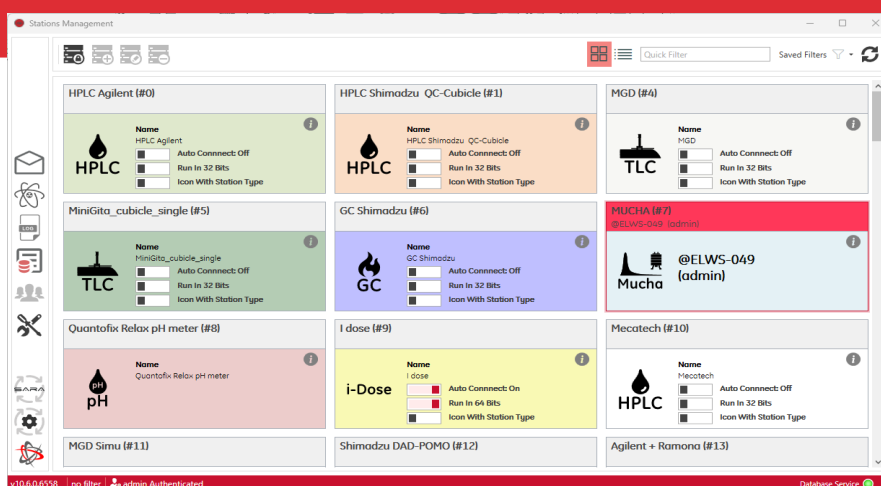 Stations Management
Quick Filter
Saved Filters
HPLC Agilent (#0)
Name
HPLC Agilent
HPLC
Auto Connnect: Off
Run In 32 Bits
Icon With Station Type
HPLC Shimadzu QC-Cubicle (#1)
Name
HPLC Shimadzu QC-Cubicle
HPLC
Auto Connnect: Off
Run In 32 Bits
Icon With Station Type
MGD (#4)
Name
MGD
TLC
Auto Connnect: Off
Run In 32 Bits
Icon With Station Type
MiniGita_cubicle_single (#5)
Name
MiniGita_cubicle_single
TLC
Auto Connnect: Off
Run In 32 Bits
Icon With Station Type
GC Shimadzu (#6)
Name
GC Shimadzu
GC
Auto Connnect: Off
Run In 32 Bits
Icon With Station Type
MUCHA (#7)
@ELWS-049 (admin)
Mucha
@ELWS-049
(admin)
Quantofix Relax pH meter (#8)
Name
Quantofix Relax pH meter
pH
pH
I dose (#9)
Name
I dose
i-Dose
Auto Connnect: On
Run In 64 Bits
Icon With Station Type
Mecatech (#10)
Name
Mecatech
HPLC
Auto Connnect: Off
Run In 32 Bits
Icon With Station Type
MGD Simu (#11)
Shimadzu DAD-POMO (#12)
Agilent + Ramona (#13)
LOG
SARA
v10.6.0.6558
no filter
admin Authenticated
Database Service